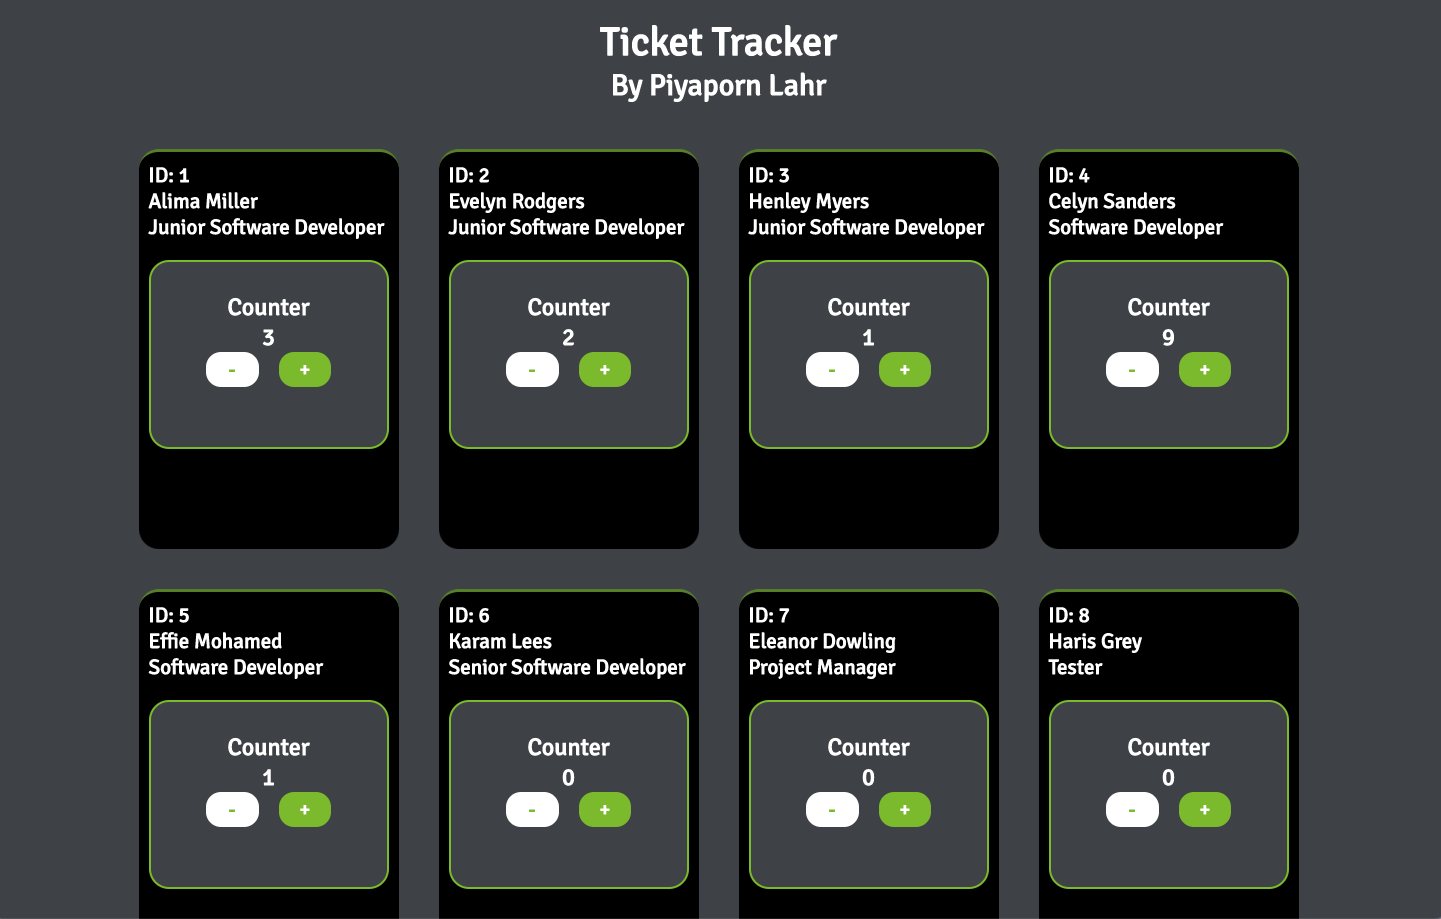 Ticket Tracker
By Piyaporn Lahr
ID: 1
Alima Miller
Junior Software Developer
Counter
3
- +
ID: 2
Evelyn Rodgers
Junior Software Developer
Counter
2
- +
ID: 3
Henley Myers
Junior Software Developer
Counter
1
- +
ID: 4
Celyn Sanders
Software Developer
Counter
9
- +
ID: 5
Effie Mohamed
Software Developer
Counter
1
- +
ID: 6
Karam Lees
Senior Software Developer
Counter
0
- +
ID: 7
Eleanor Dowling
Project Manager
Counter
0
- +
ID: 8
Haris Grey
Tester
Counter
0
- +